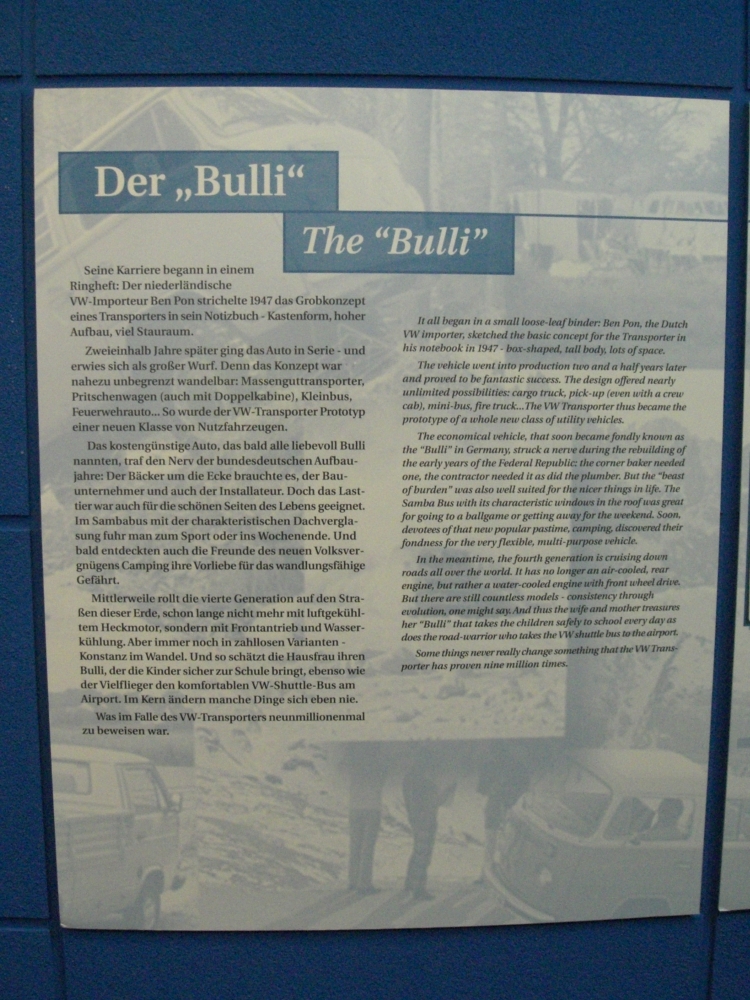 Der „Bulli“
The “Bulli”
Seine Karriere begann in einem
Ringheft: Der niederländische
VW-Importeur Ben Pon strichelte 1947 das Grobkonzept
eines Transporters in sein Notizbuch - Kastenform, hoher
Aufbau, viel Stauraum.
Zweieinhalb Jahre später ging das Auto in Serie - und
erwies sich als großer Wurf. Denn das Konzept war
nahezu unbegrenzt wandelbar: Massenguttransporter,
Pritschenwagen (auch mit Doppelkabine), Kleinbus,
Feuerwehrauto... So wurde der VW-Transporter Prototyp
einer neuen Klasse von Nutzfahrzeugen.
Das kostengünstige Auto, das bald alle liebevoll Bulli
nannten, traf den Nerv der bundesdeutschen Aufbau-
jahre: Der Bäcker um die Ecke brauchte es, der Bau-
unternehmer und auch der Installateur. Doch das Last-
tier war auch für die schönen Seiten des Lebens geeignet.
Im Sambabus mit der charakteristischen Dachvergla-
sung fuhr man zum Sport oder ins Wochenende. Und
bald entdeckten auch die Freunde des neuen Volksver-
gnügens Camping ihre Vorliebe für das wandlungsfähige
Gefährt.
Mittlerweile rollt die vierte Generation auf den Stra-
ßen dieser Erde, schon lange nicht mehr mit luftgekühl-
tem Heckmotor, sondern mit Frontantrieb und Wasser-
kühlung. Aber immer noch in zahllosen Varianten -
Konstanz im Wandel. Und so schätzt die Hausfrau ihren
Bulli, der die Kinder sicher zur Schule bringt, ebenso wie
der Vielflieger den komfortablen VW-Shuttle-Bus am
Airport. Im Kern ändern manche Dinge sich eben nie.
Was im Falle des VW-Transporters neunmillionenmal
zu beweisen war.
It all began in a small loose-leaf binder: Ben Pon, the Dutch
VW importer, sketched the basic concept for the Transporter in
his notebook in 1947 - box-shaped, tall body, lots of space.
The vehicle went into production two and a half years later
and proved to be fantastic success. The design offered nearly
unlimited possibilities: cargo truck, pick-up (even with a crew
cab), mini-bus, fire truck...The VW Transporter thus became the
prototype of a whole new class of utility vehicles.
The economical vehicle, that soon became fondly known as
the "Bulli" in Germany, struck a nerve during the rebuilding of
the early years of the Federal Republic: the corner baker needed
one, the contractor needed it as did the plumber. But the "beast
of burden" was also well suited for the nicer things in life. The
Samba Bus with its characteristic windows in the roof was great
for going to a ballgame or getting away for the weekend. Soon,
devotees of that new popular pastime, camping, discovered their
fondness for the very flexible, multi-purpose vehicle.
In the meantime, the fourth generation is cruising down
roads all over the world. It has no longer an air-cooled, rear
engine, but rather a water-cooled engine with front wheel drive.
But there are still countless models - consistency through
evolution, one might say. And thus the wife and mother treasures
her "Bulli" that takes the children safely to school every day as
does the road-warrior who takes the VW shuttle bus to the airport.
Some things never really change something that the VW Trans-
porter has proven nine million times.